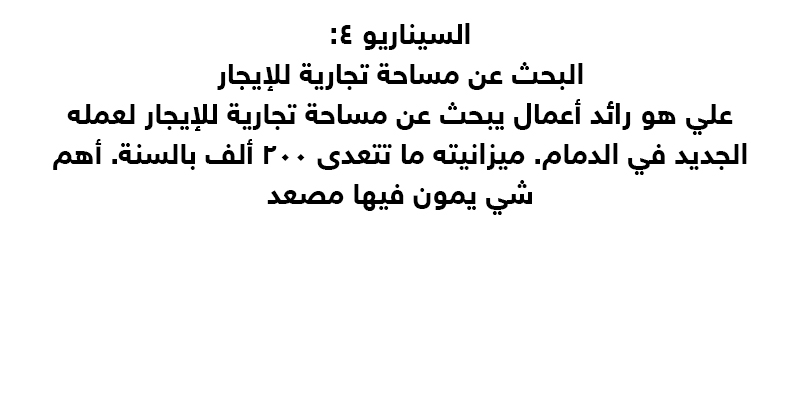 السيناريو ٤:
البحث عن مساحة تجارية للإيجار
علي هو رائد أعمال يبحث عن مساحة تجارية للإيجار لعمله
الجديد في الدمام. ميزانيته ما تتعدى ٢٠٠ ألف بالسنة. أهم
شي يمون فيها مصعد